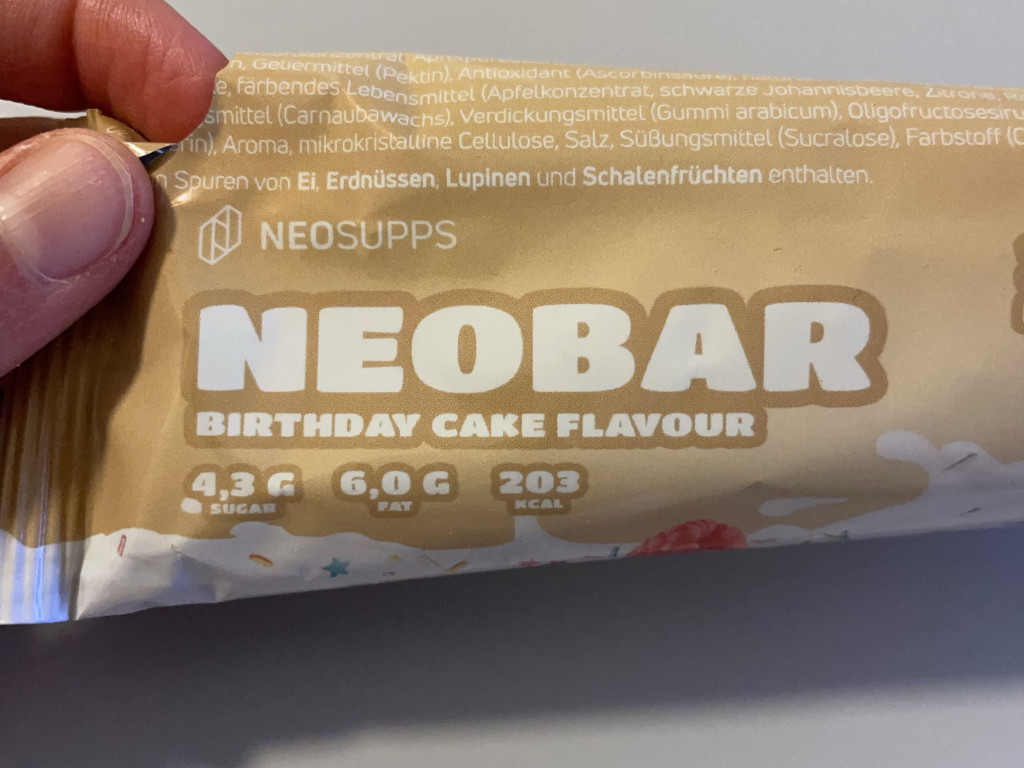 Geliermittel (Pektin), Antioxidant (Ascorbinsäure),
färbendes Lebensmittel (Apfelkonzentrat, schwarze Johannisbeere, Zitrone,
smittel (Carnaubawachs), Verdickungsmittel (Gummi arabicum), Oligofructosesiru
rin), Aroma, mikrokristalline Cellulose, Salz, Süßungsmittel (Sucralose), Farbstoff (C
n Spuren von Ei, Erdnüssen, Lupinen und Schalenfrüchten enthalten.
NEOSUPPS
NEOBAR
BIRTHDAY CAKE FLAVOUR
4,3 G 6,0 G 203
SUGAR FAT KCAL